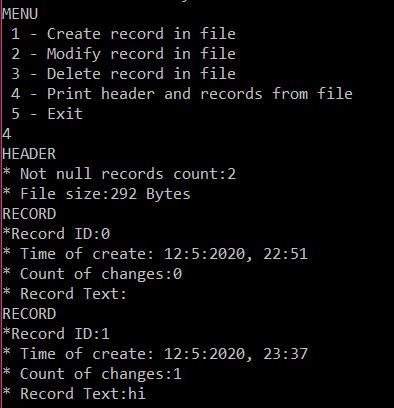 MENU
1 - Create record in file
2 - Modify record in file
3 - Delete record in file
4 - Print header and records from file
5 - Exit
4
HEADER
* Not null records count:2
* File size:292 Bytes
RECORD
*Record ID:0
* Time of create: 12:5:2020, 22:51
* Count of changes:0
* Record Text:
RECORD
*Record ID:1
* Time of create: 12:5:2020, 23:37
* Count of changes:1
* Record Text:hi